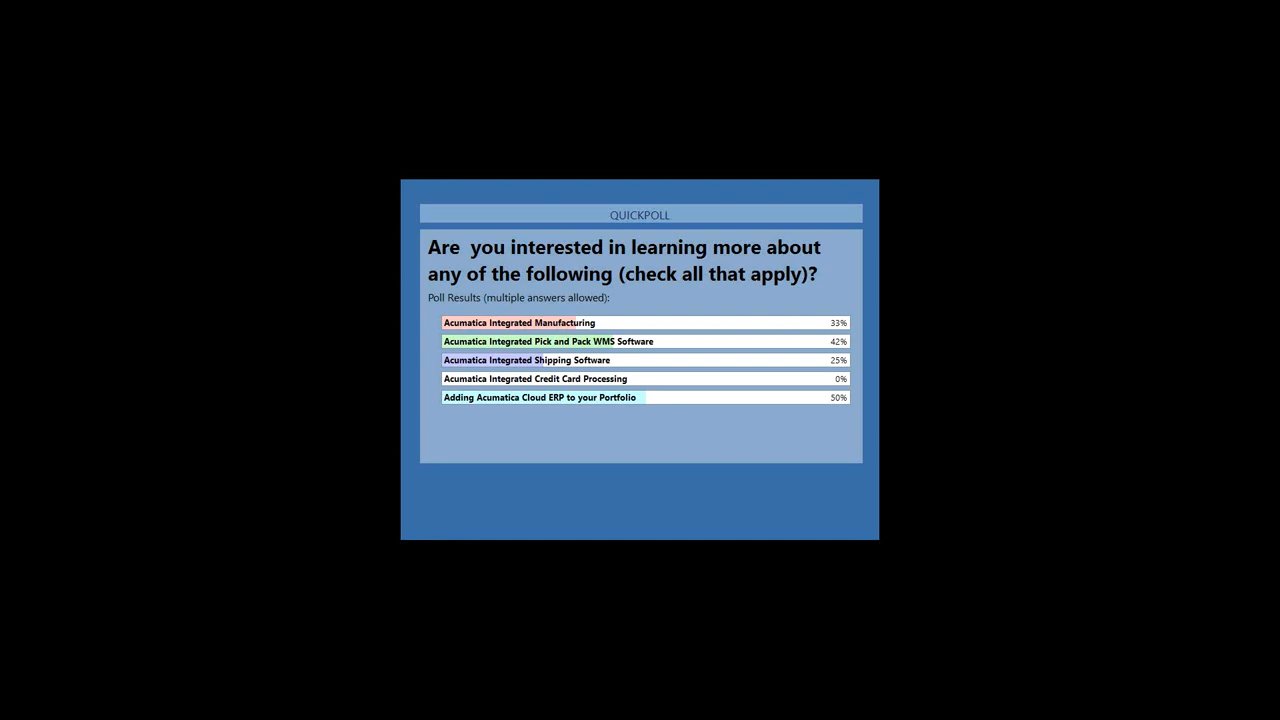 QUICKPOLL
Are  you interested in learning more about
any of the following (check all that apply)?
Poll Results (multiple answers allowed):
Acumatica Integrated Manufacturing 33%
Acumatica Integrated Pick and Pack WMS Software 42%
Acumatica Integrated Shipping Software 25%
Acumatica Integrated Credit Card Processing 0%
Adding Acumatica Cloud ERP to your Portfolio 50%